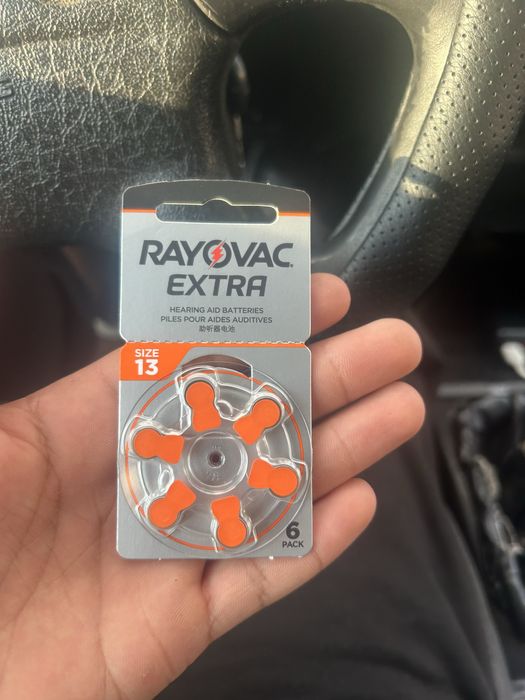 RAYOVAC
EXTRA
HEARING AID BATTERIES
PILES POUR AIDES AUDITIVES
助听器电池
SIZE
13
6
PACK